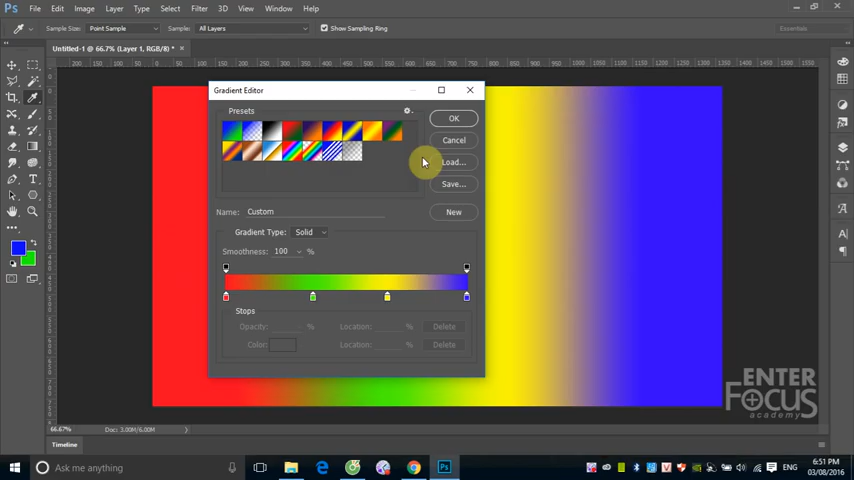 Ps File Edit Image Layer Type Select Filter 3D View Window Help
Sample Size: Point Sample Sample: All Layers Show Sampling Ring Essentials
Untitled-1 @ 66.7% (Layer 1, RGB/8) * ×
Gradient Editor
Presets
OK
Cancel
Load...
Save...
Name: Custom
New
Gradient Type: Solid
Smoothness: 100 %
Stops
Opacity: % Location: % Delete
Color: Location: % Delete
ENTER
FOCUS
academy
66.67% Doc: 3.00M/6.00M
Timeline
Ask me anything
Ps
ENG
6:51 PM
03/08/2016